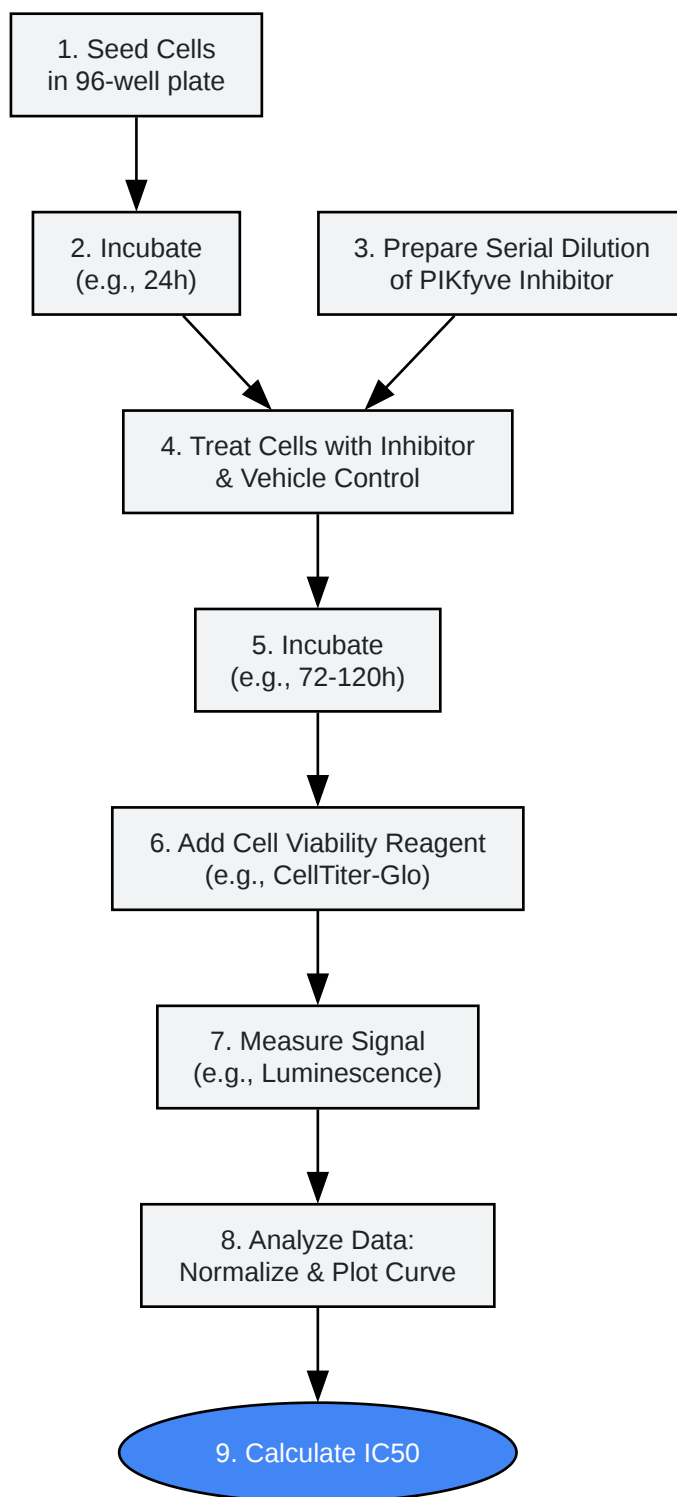 1. Seed Cells
in 96-well plate
2. Incubate
(e.g., 24h)
3. Prepare Serial Dilution
of PIKfyve Inhibitor
4. Treat Cells with Inhibitor
& Vehicle Control
5. Incubate
(e.g., 72-120h)
6. Add Cell Viability Reagent
(e.g., CellTiter-Glo)
7. Measure Signal
(e.g., Luminescence)
8. Analyze Data:
Normalize & Plot Curve
9. Calculate IC50